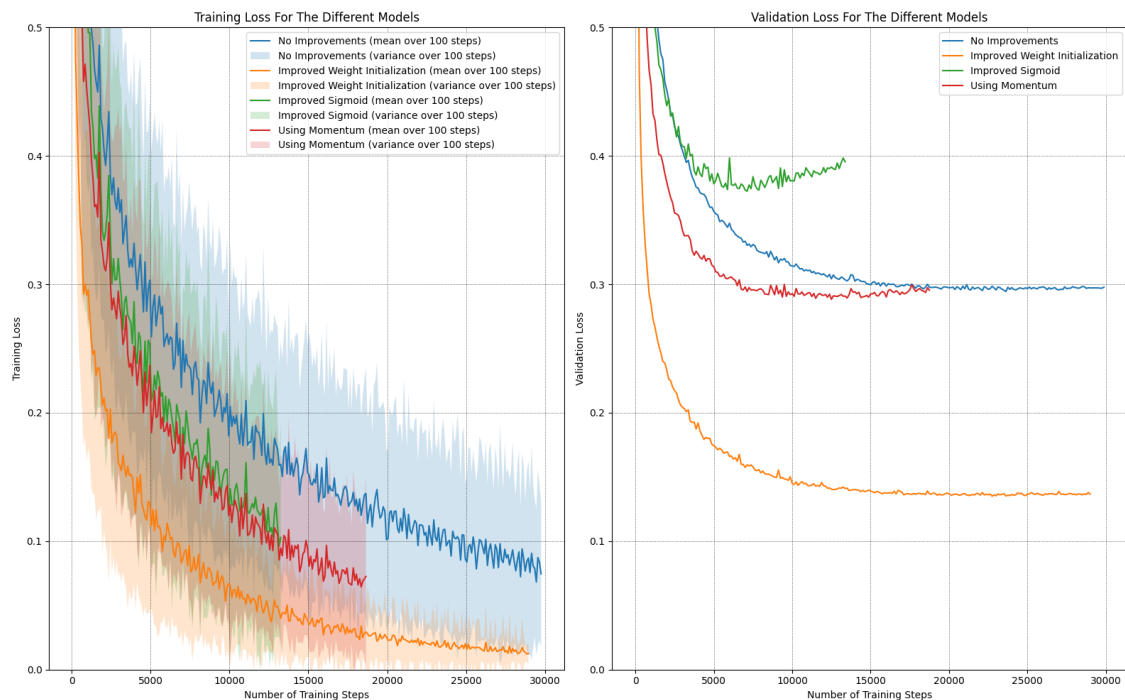 Training Loss For The Different Models
0.5
0.4
0.3
0.2
0.1
0.0
Training Loss
No Improvements (mean over 100 steps)
No Improvements (variance over 100 steps)
Improved Weight Initialization (mean over 100 steps)
Improved Weight Initialization (variance over 100 steps)
Improved Sigmoid (mean over 100 steps)
Improved Sigmoid (variance over 100 steps)
Using Momentum (mean over 100 steps)
Using Momentum (variance over 100 steps)
0 5000 10000 15000 20000 25000 30000
Number of Training Steps
Validation Loss For The Different Models
0.5
0.4
0.3
0.2
0.1
0.0
Validation Loss
No Improvements
Improved Weight Initialization
Improved Sigmoid
Using Momentum
0 5000 10000 15000 20000 25000 30000
Number of Training Steps